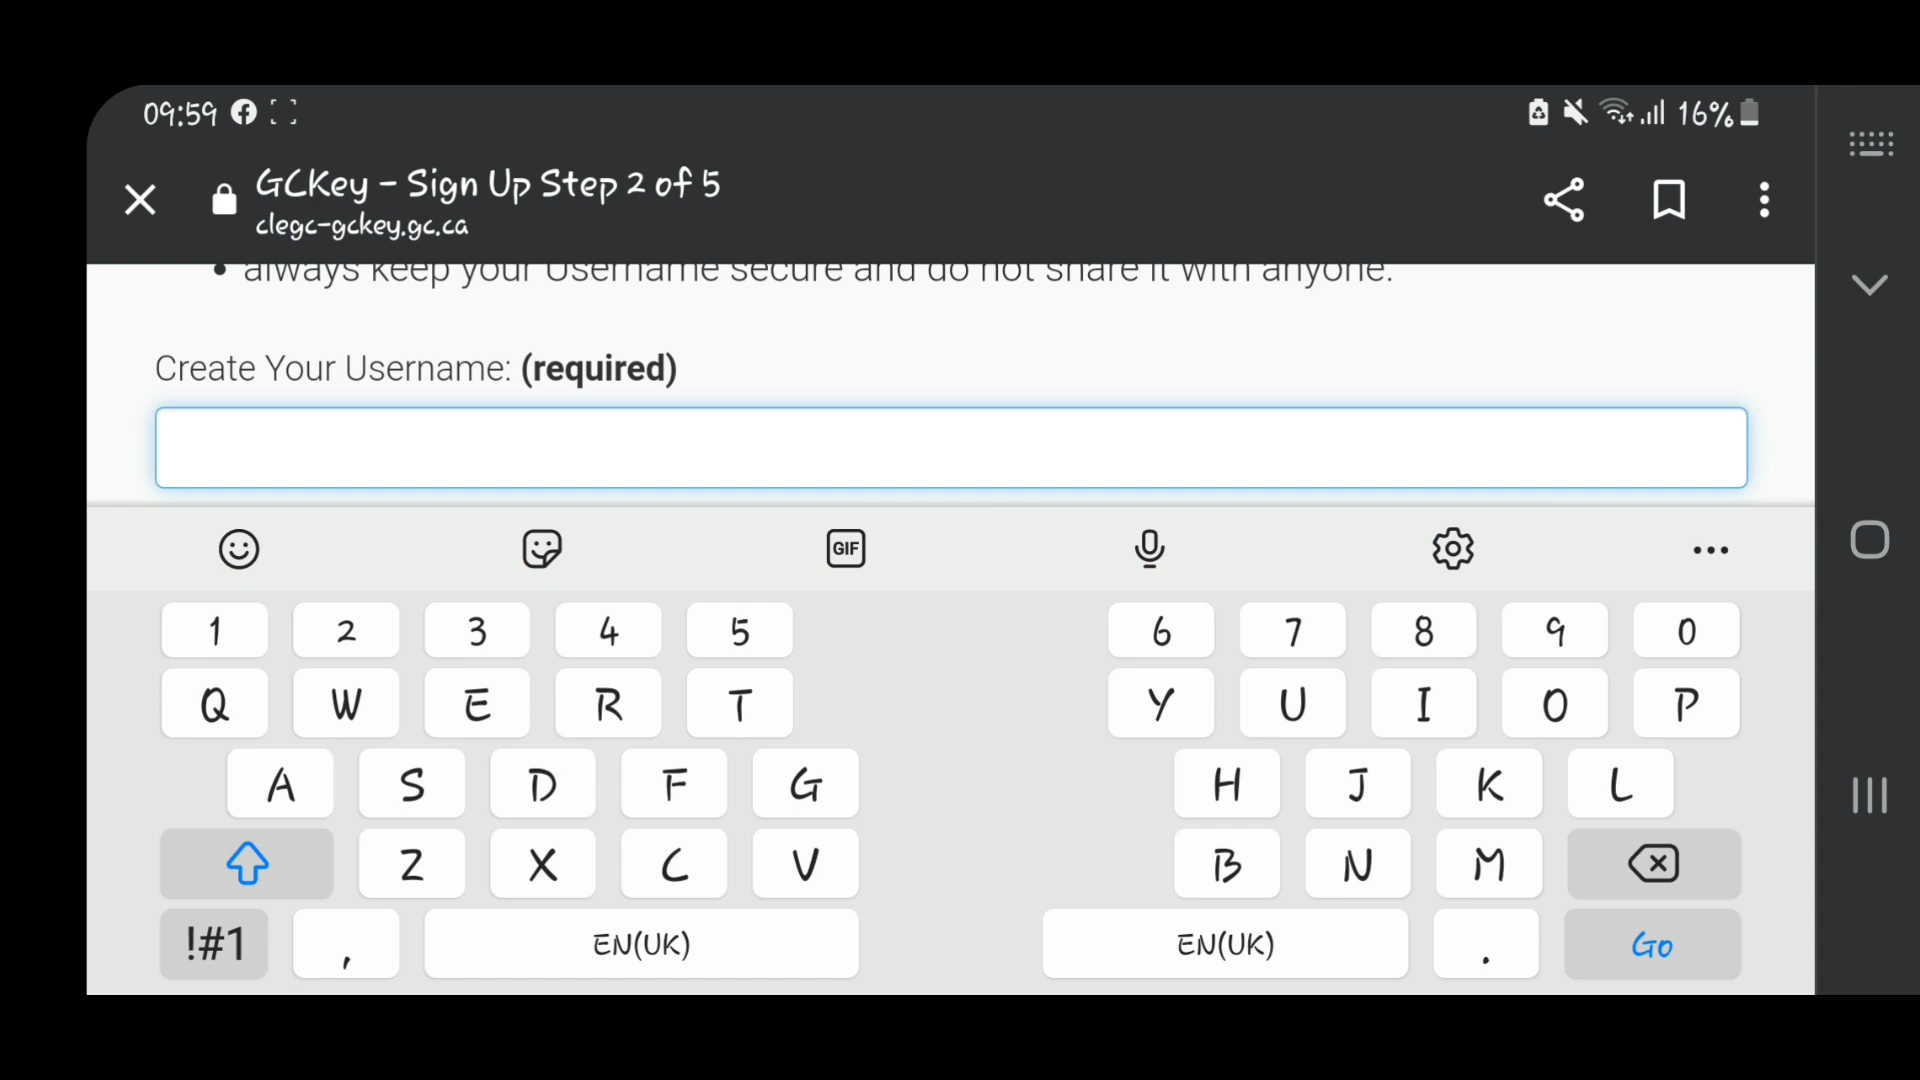 09:59
16%
GCKey - Sign Up Step 2 of 5
clegc-gckey.gc.ca
• always keep your Username secure and do not share it with anyone.
Create Your Username: (required)
GIF
1 2 3 4 5 6 7 8 9 0
Q W E R T Y U I O P
A S D F G H J K L
Z X C V B N M
!#1 , EN(UK) EN(UK) . Go